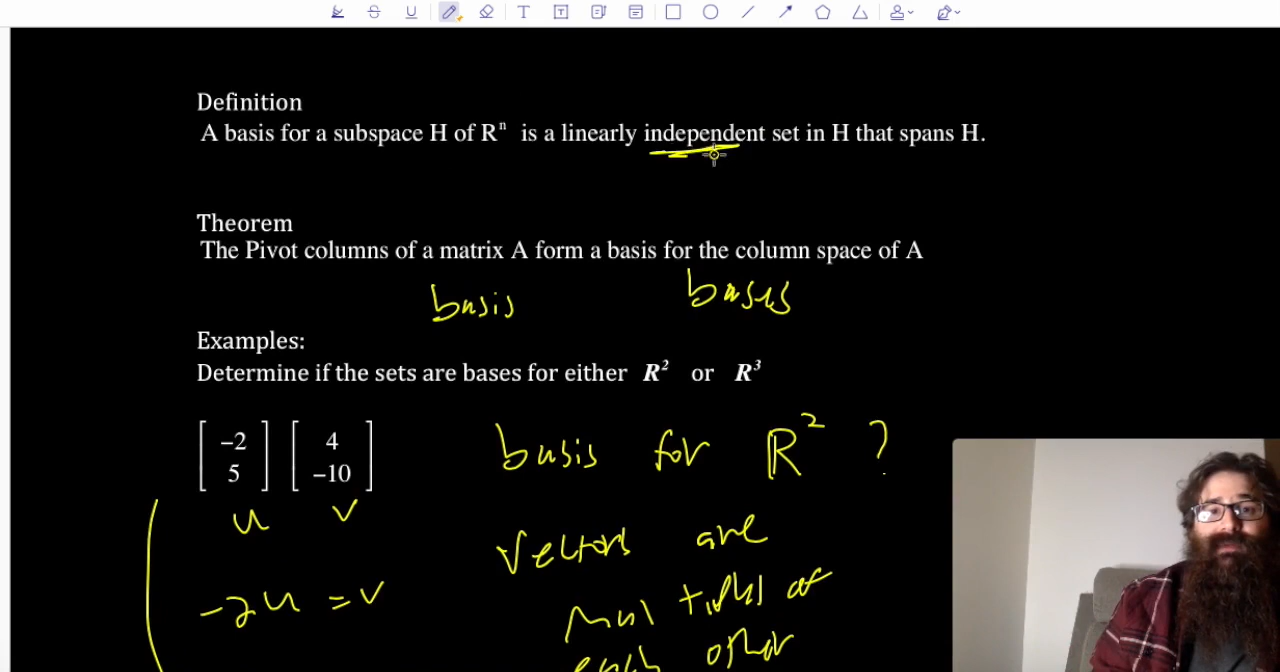 Definition
A basis for a subspace H of Rⁿ is a linearly independent set in H that spans H.
Theorem
The Pivot columns of a matrix A form a basis for the column space of A
basis bases
Examples:
Determine if the sets are bases for either R² or R³
[-2 5] [4 -10] basis for ℝ² ?
u v
vectors are
-2u = v
multiples of
each other